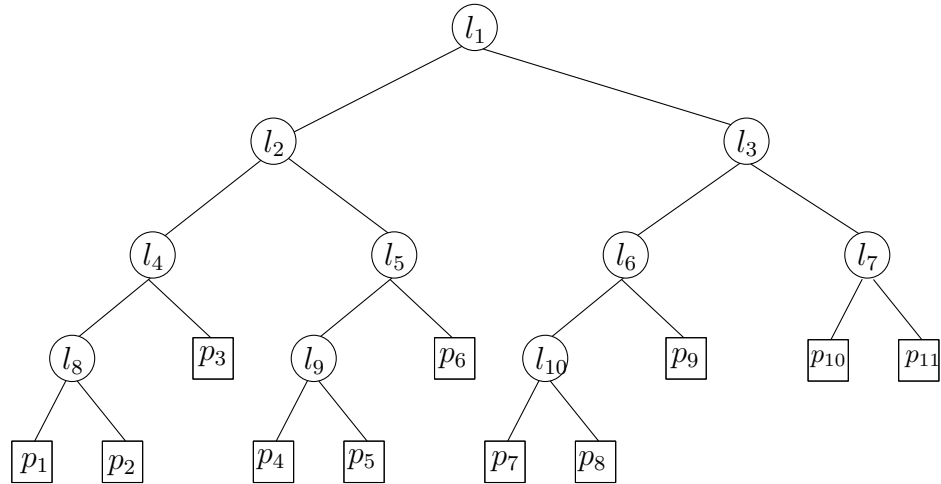 l₁
l₂ l₃
l₄ l₅ l₆ l₇
l₈ p₃ l₉ p₆ l₁₀ p₉ p₁₀ p₁₁
p₁ p₂ p₄ p₅ p₇ p₈